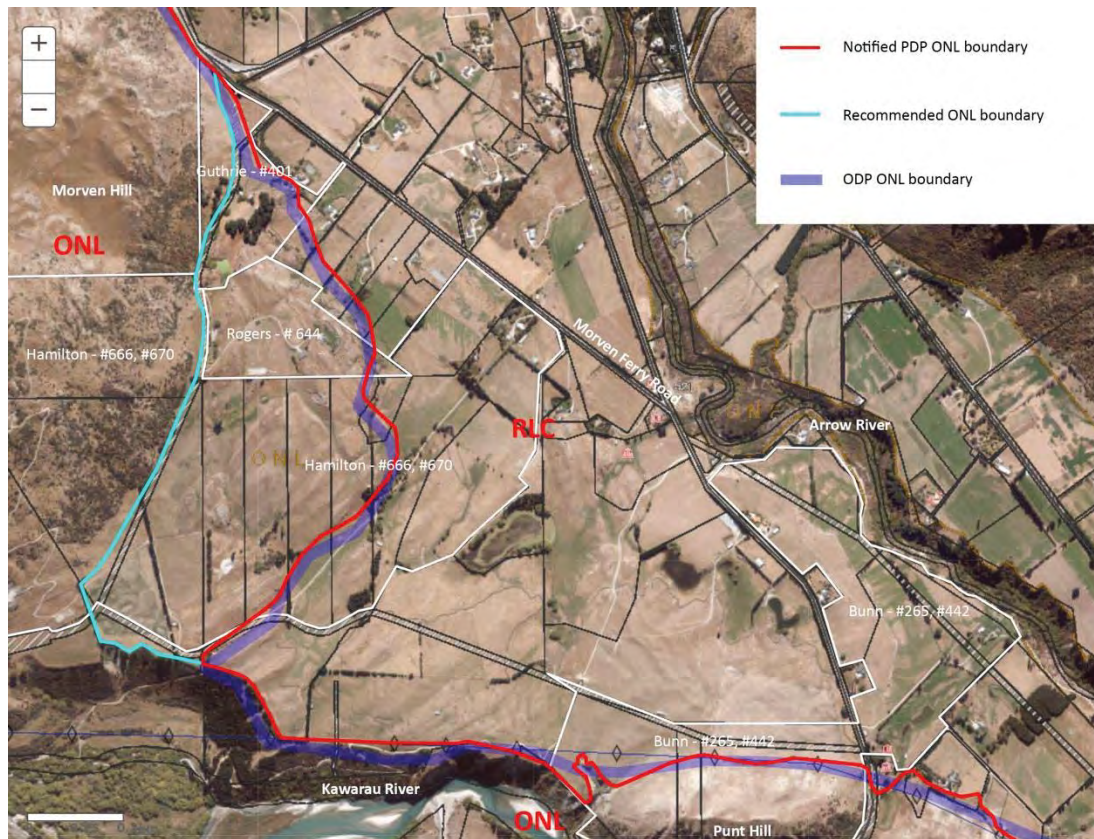 +
−
Notified PDP ONL boundary
Recommended ONL boundary
ODP ONL boundary
Guthrie - #401
Morven Hill
ONL
Rogers - # 644
Hamilton - #666, #670
Morven Ferry Road
RLC
Arrow River
ONL
Hamilton - #666, #670
Bunn - #265, #442
Bunn - #265, #442
Kawarau River
ONL
Punt Hill